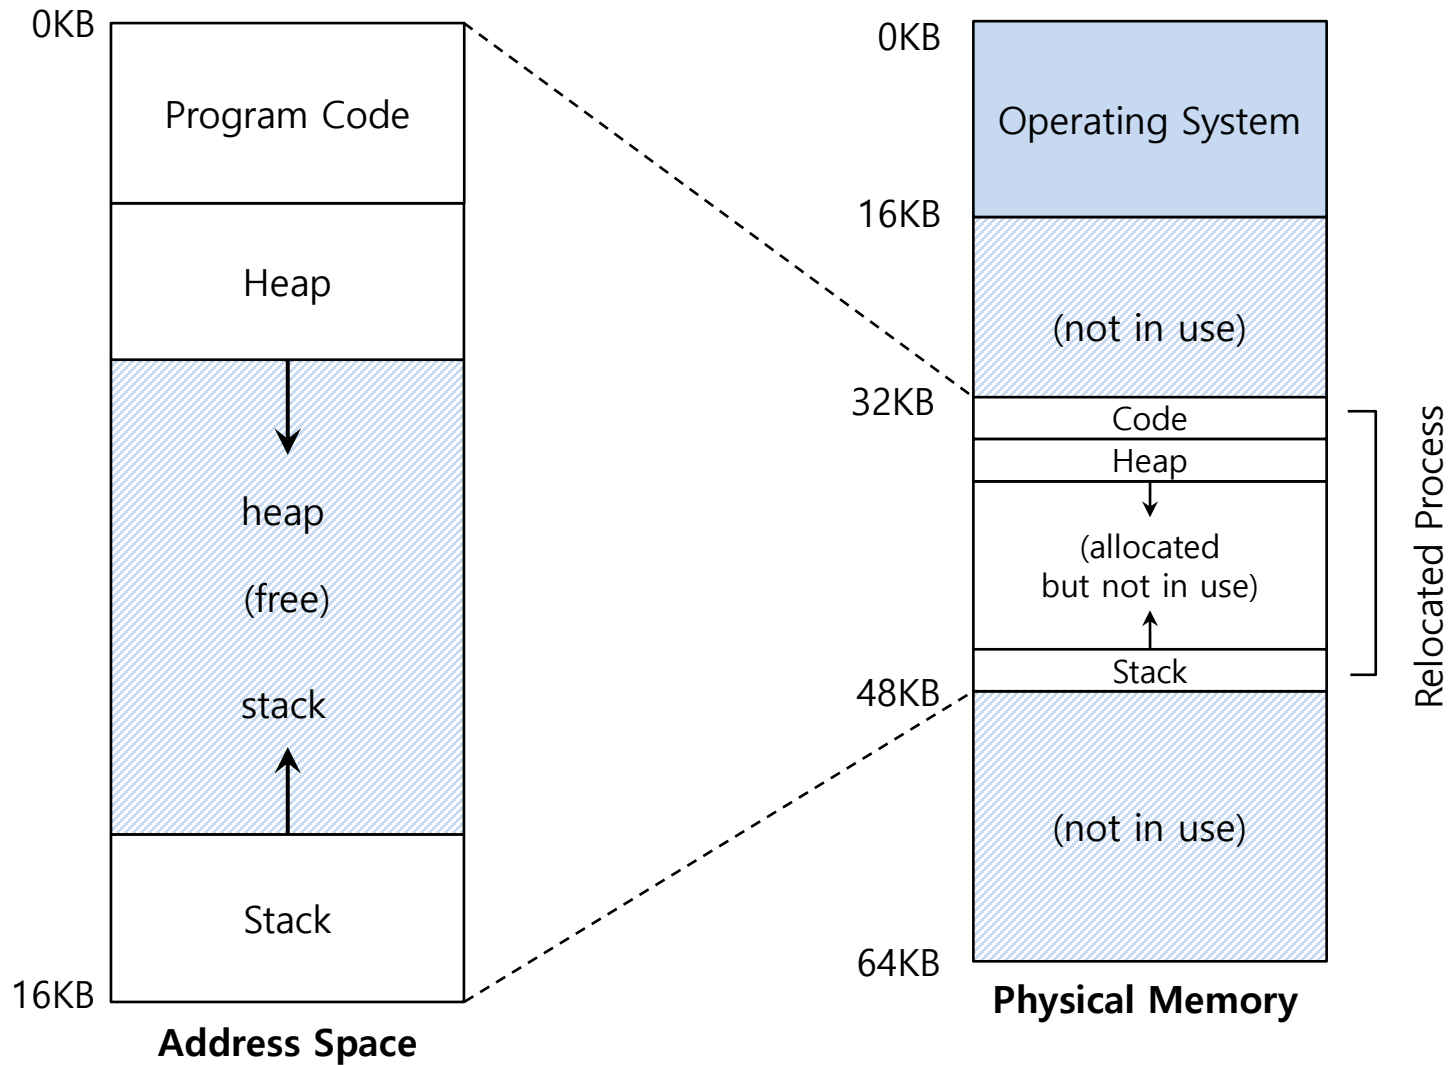 0KB
Program Code
Heap
heap
(free)
stack
Stack
16KB
Address Space
0KB
Operating System
16KB
(not in use)
32KB
Code
Heap
(allocated
but not in use)
Stack
48KB
(not in use)
64KB
Physical Memory
Relocated Process